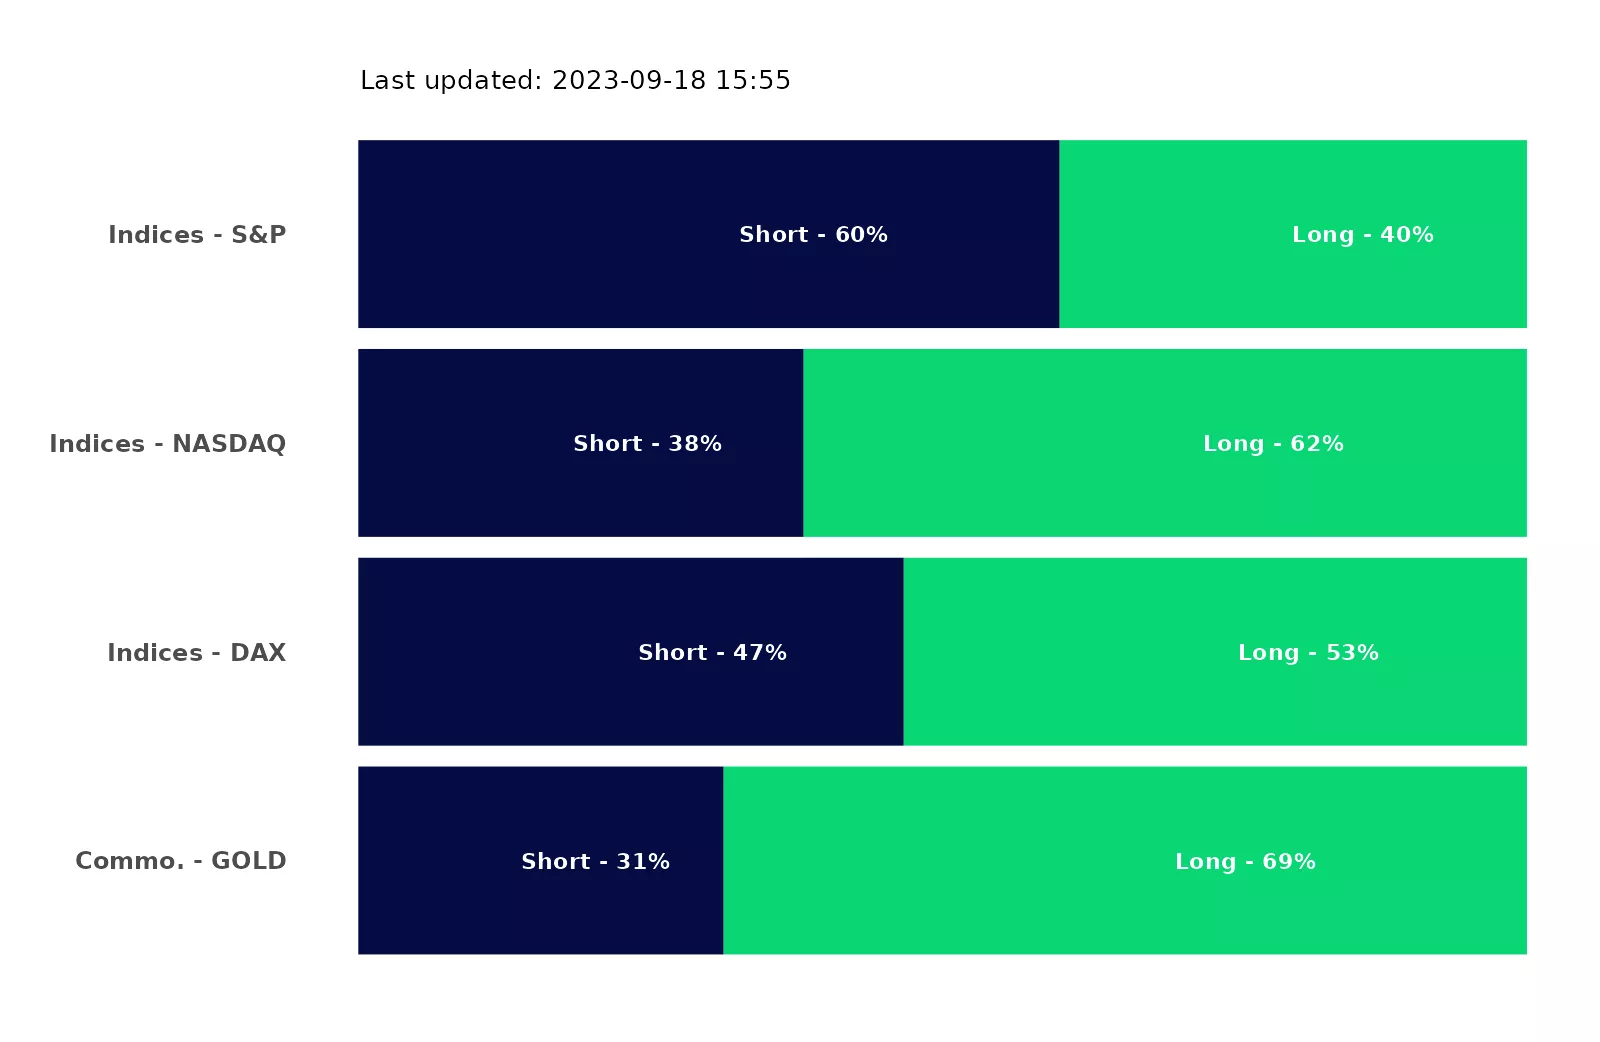 Last updated: 2023-09-18 15:55
Indices - S&P
Short - 60%
Long - 40%
Indices - NASDAQ
Short - 38%
Long - 62%
Indices - DAX
Short - 47%
Long - 53%
Commo. - GOLD
Short - 31%
Long - 69%